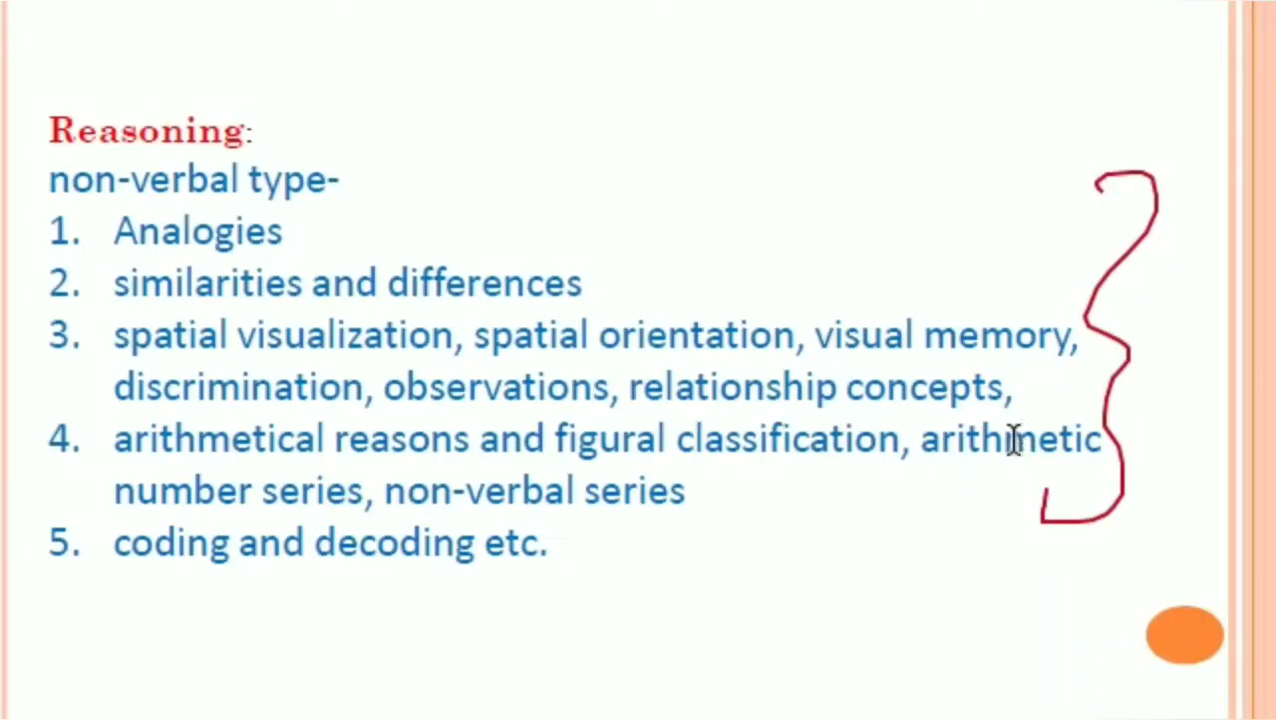 Reasoning:
non-verbal type-
1. Analogies
2. similarities and differences
3. spatial visualization, spatial orientation, visual memory,
discrimination, observations, relationship concepts,
4. arithmetical reasons and figural classification, arithmetic
number series, non-verbal series
5. coding and decoding etc.